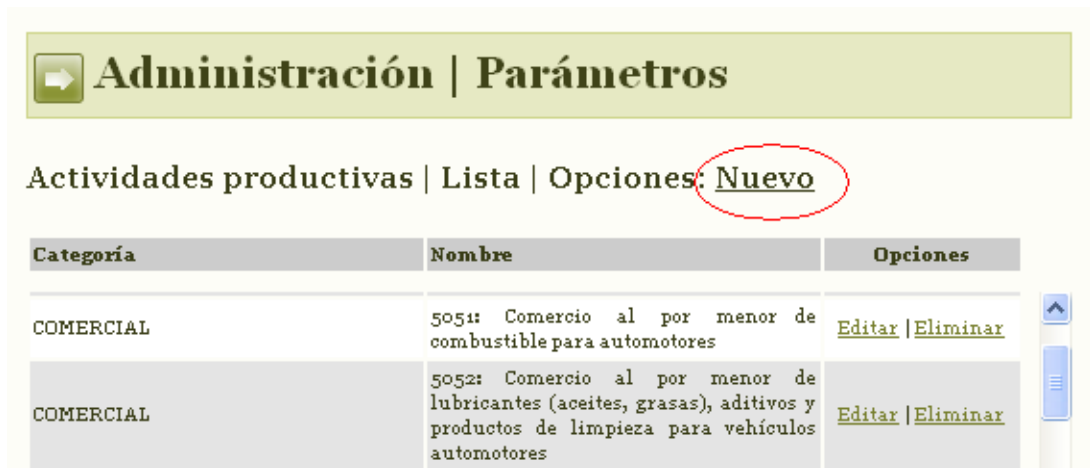 Administración | Parámetros
Actividades productivas | Lista | Opciones: Nuevo
Categoría Nombre Opciones
COMERCIAL 5051: Comercio al por menor de combustible para automotores Editar | Eliminar
COMERCIAL 5052: Comercio al por menor de lubricantes (aceites, grasas), aditivos y productos de limpieza para vehículos automotores Editar | Eliminar